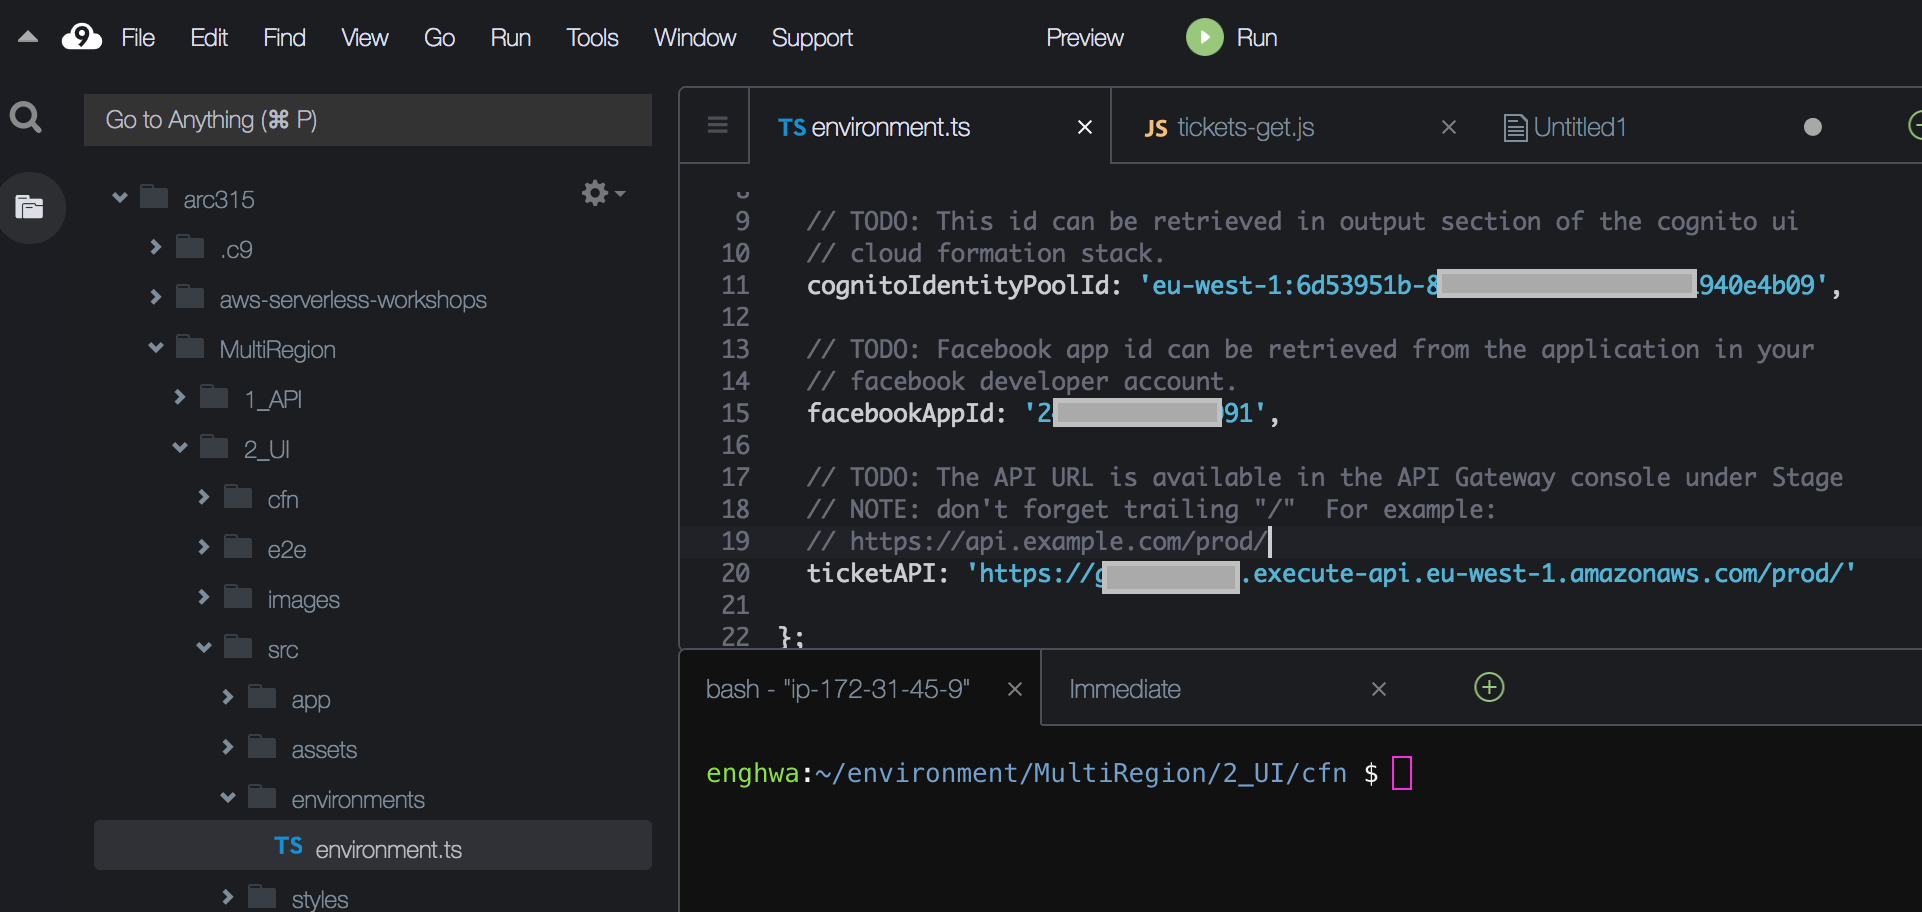 9 File Edit Find View Go Run Tools Window Support Preview Run
Go to Anything (⌘ P)
arc315
.c9
aws-serverless-workshops
MultiRegion
1_API
2_UI
cfn
e2e
images
src
app
assets
environments
TS environment.ts
styles
TS environment.ts × JS tickets-get.js × Untitled1
8
9 // TODO: This id can be retrieved in output section of the cognito ui
10 // cloud formation stack.
11 cognitoIdentityPoolId: 'eu-west-1:6d53951b-8 940e4b09',
12
13 // TODO: Facebook app id can be retrieved from the application in your
14 // facebook developer account.
15 facebookAppId: '2 91',
16
17 // TODO: The API URL is available in the API Gateway console under Stage
18 // NOTE: don't forget trailing "/"  For example:
19 // https://api.example.com/prod/
20 ticketAPI: 'https://g .execute-api.eu-west-1.amazonaws.com/prod/'
21
22 };
bash - "ip-172-31-45-9" × Immediate ×
enghwa:~/environment/MultiRegion/2_UI/cfn $